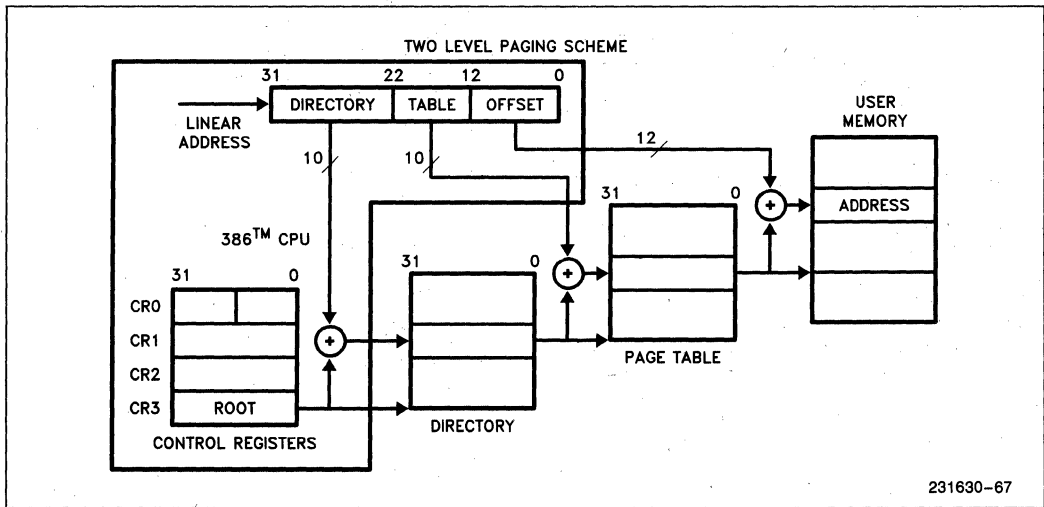 TWO LEVEL PAGING SCHEME
31 22 12 0
DIRECTORY TABLE OFFSET
LINEAR
ADDRESS
10
10
12
USER
MEMORY
ADDRESS
386™ CPU
31 0
CR0
CR1
CR2
CR3 ROOT
CONTROL REGISTERS
31 0
DIRECTORY
31 0
PAGE TABLE
+
+
+
231630-67